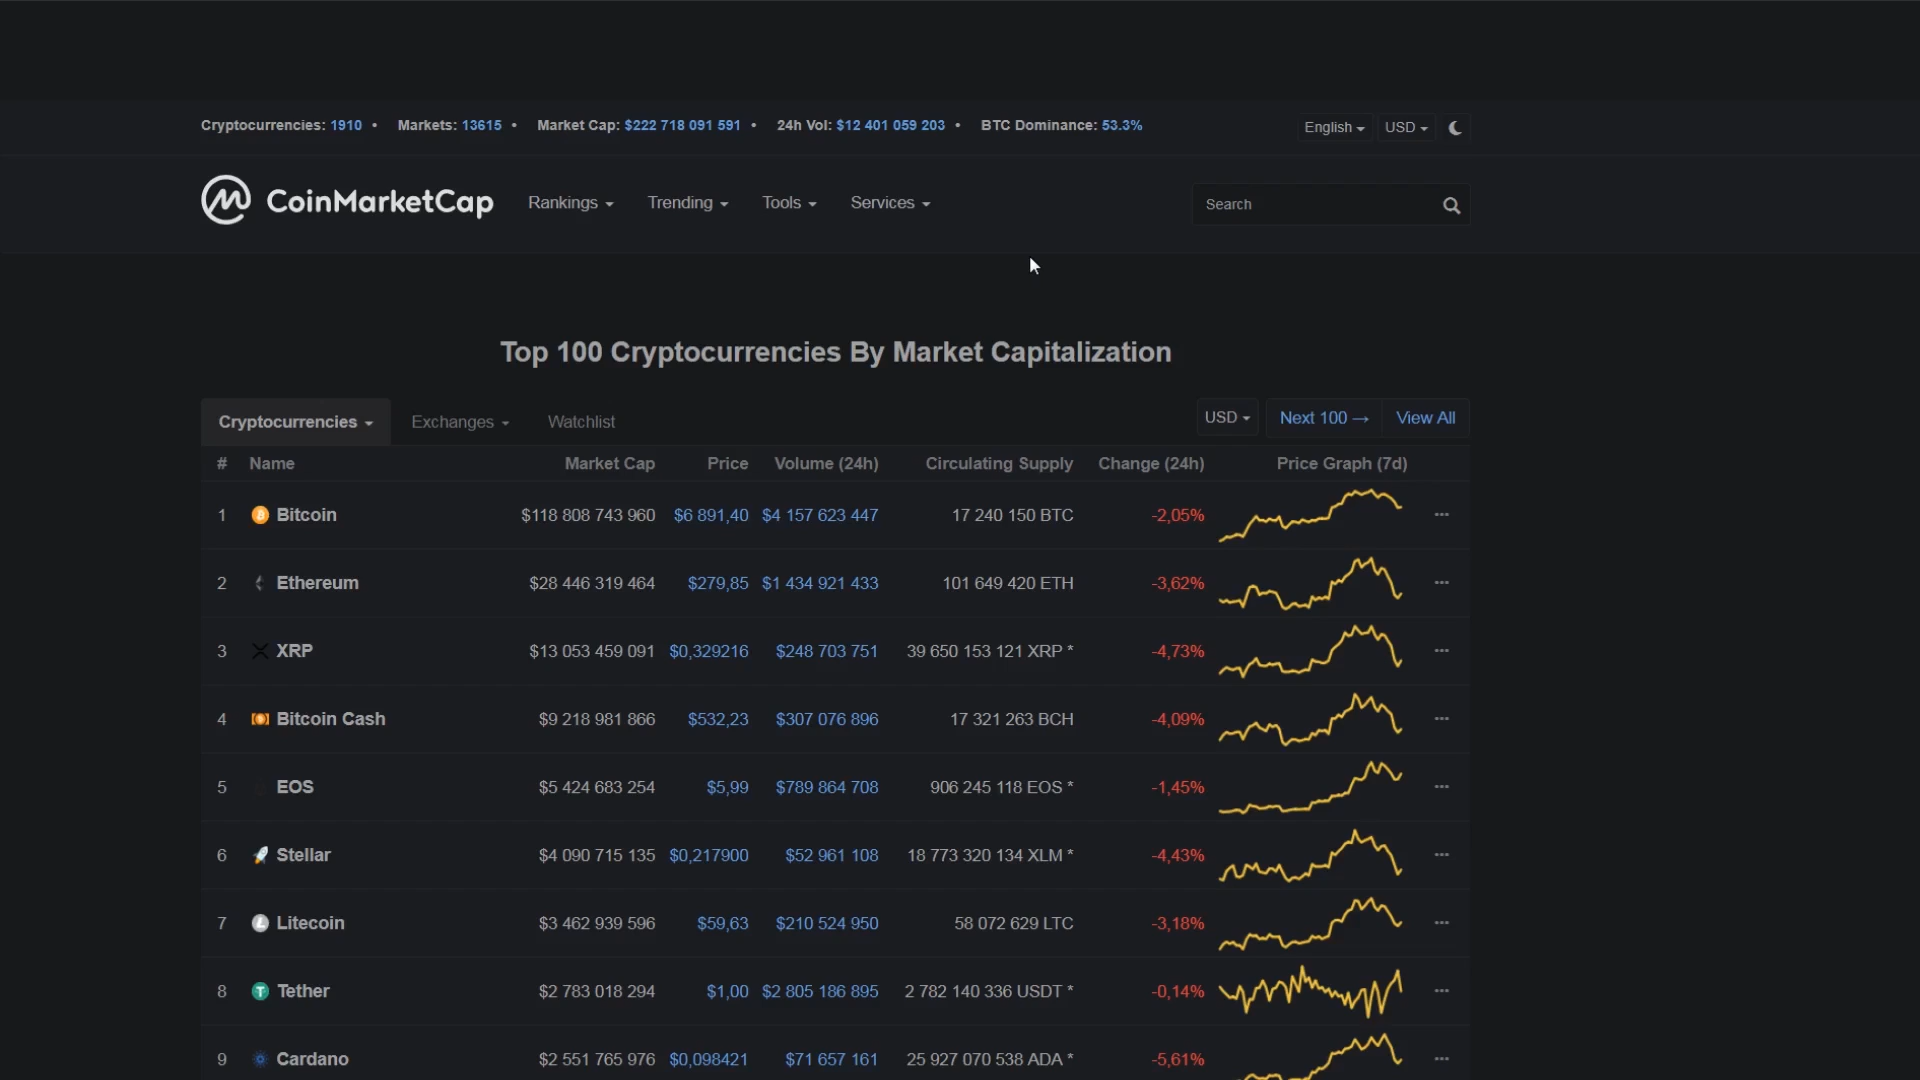 Cryptocurrencies: 1910 • Markets: 13615 • Market Cap: $222 718 091 591 • 24h Vol: $12 401 059 203 • BTC Dominance: 53.3% English USD
CoinMarketCap Rankings Trending Tools Services Search
Top 100 Cryptocurrencies By Market Capitalization
Cryptocurrencies Exchanges Watchlist USD Next 100 → View All
# Name Market Cap Price Volume (24h) Circulating Supply Change (24h) Price Graph (7d)
1 Bitcoin $118 808 743 960 $6 891,40 $4 157 623 447 17 240 150 BTC -2,05%
2 Ethereum $28 446 319 464 $279,85 $1 434 921 433 101 649 420 ETH -3,62%
3 XRP $13 053 459 091 $0,329216 $248 703 751 39 650 153 121 XRP * -4,73%
4 Bitcoin Cash $9 218 981 866 $532,23 $307 076 896 17 321 263 BCH -4,09%
5 EOS $5 424 683 254 $5,99 $789 864 708 906 245 118 EOS * -1,45%
6 Stellar $4 090 715 135 $0,217900 $52 961 108 18 773 320 134 XLM * -4,43%
7 Litecoin $3 462 939 596 $59,63 $210 524 950 58 072 629 LTC -3,18%
8 Tether $2 783 018 294 $1,00 $2 805 186 895 2 782 140 336 USDT * -0,14%
9 Cardano $2 551 765 976 $0,098421 $71 657 161 25 927 070 538 ADA * -5,61%